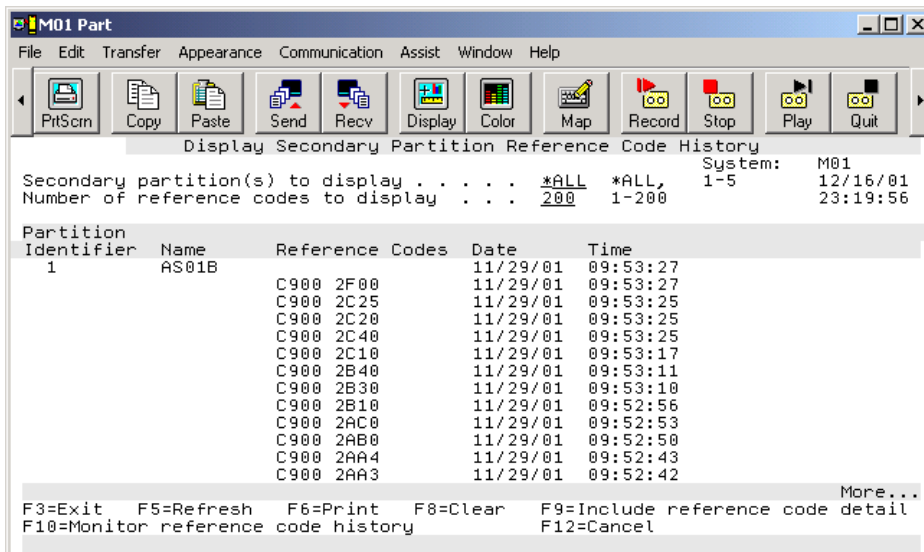 M01 Part
File Edit Transfer Appearance Communication Assist Window Help
PrtScrn Copy Paste Send Recv Display Color Map Record Stop Play Quit
Display Secondary Partition Reference Code History
System: M01
Secondary partition(s) to display . . . . . *ALL *ALL, 1-5 12/16/01
Number of reference codes to display . . . 200 1-200 23:19:56
Partition
Identifier Name Reference Codes Date Time
1 AS01B 11/29/01 09:53:27
C900 2F00 11/29/01 09:53:27
C900 2C25 11/29/01 09:53:25
C900 2C20 11/29/01 09:53:25
C900 2C40 11/29/01 09:53:25
C900 2C10 11/29/01 09:53:17
C900 2B40 11/29/01 09:53:11
C900 2B30 11/29/01 09:53:10
C900 2B10 11/29/01 09:52:56
C900 2AC0 11/29/01 09:52:53
C900 2AB0 11/29/01 09:52:50
C900 2AA4 11/29/01 09:52:43
C900 2AA3 11/29/01 09:52:42
More...
F3=Exit F5=Refresh F6=Print F8=Clear F9=Include reference code detail
F10=Monitor reference code history F12=Cancel